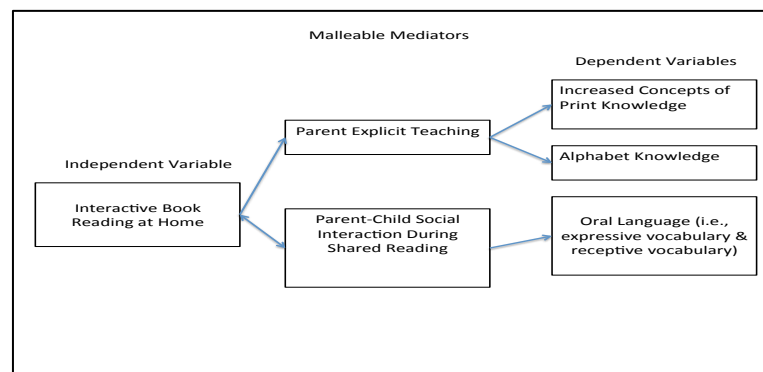 Malleable Mediators
Dependent Variables
Increased Concepts of
Print Knowledge
Parent Explicit Teaching
Alphabet Knowledge
Independent Variable
Interactive Book
Reading at Home
Parent-Child Social
Interaction During
Shared Reading
Oral Language (i.e.,
expressive vocabulary &
receptive vocabulary)